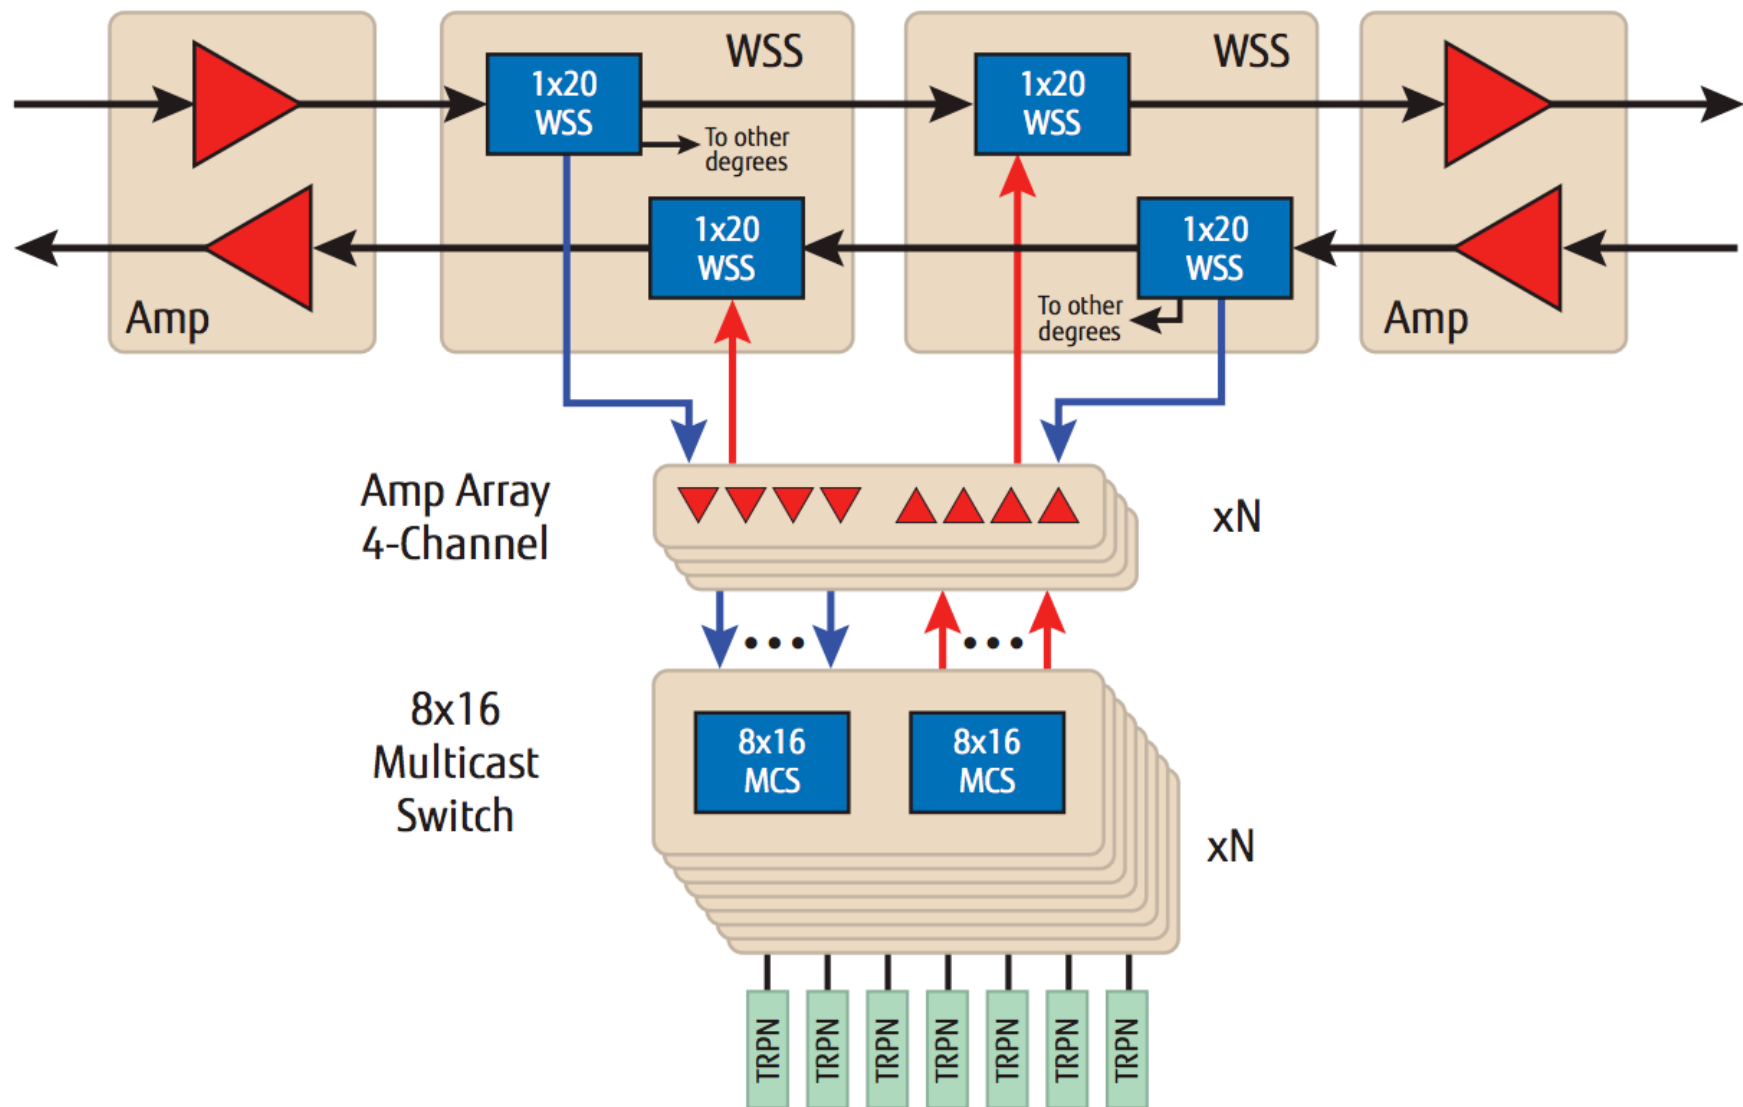 WSS
WSS
1x20
WSS
1x20
WSS
To other
degrees
1x20
WSS
1x20
WSS
To other
degrees
Amp
Amp
Amp Array
4-Channel
xN
8x16
Multicast
Switch
8x16
MCS
8x16
MCS
xN
TRPN
TRPN
TRPN
TRPN
TRPN
TRPN
TRPN